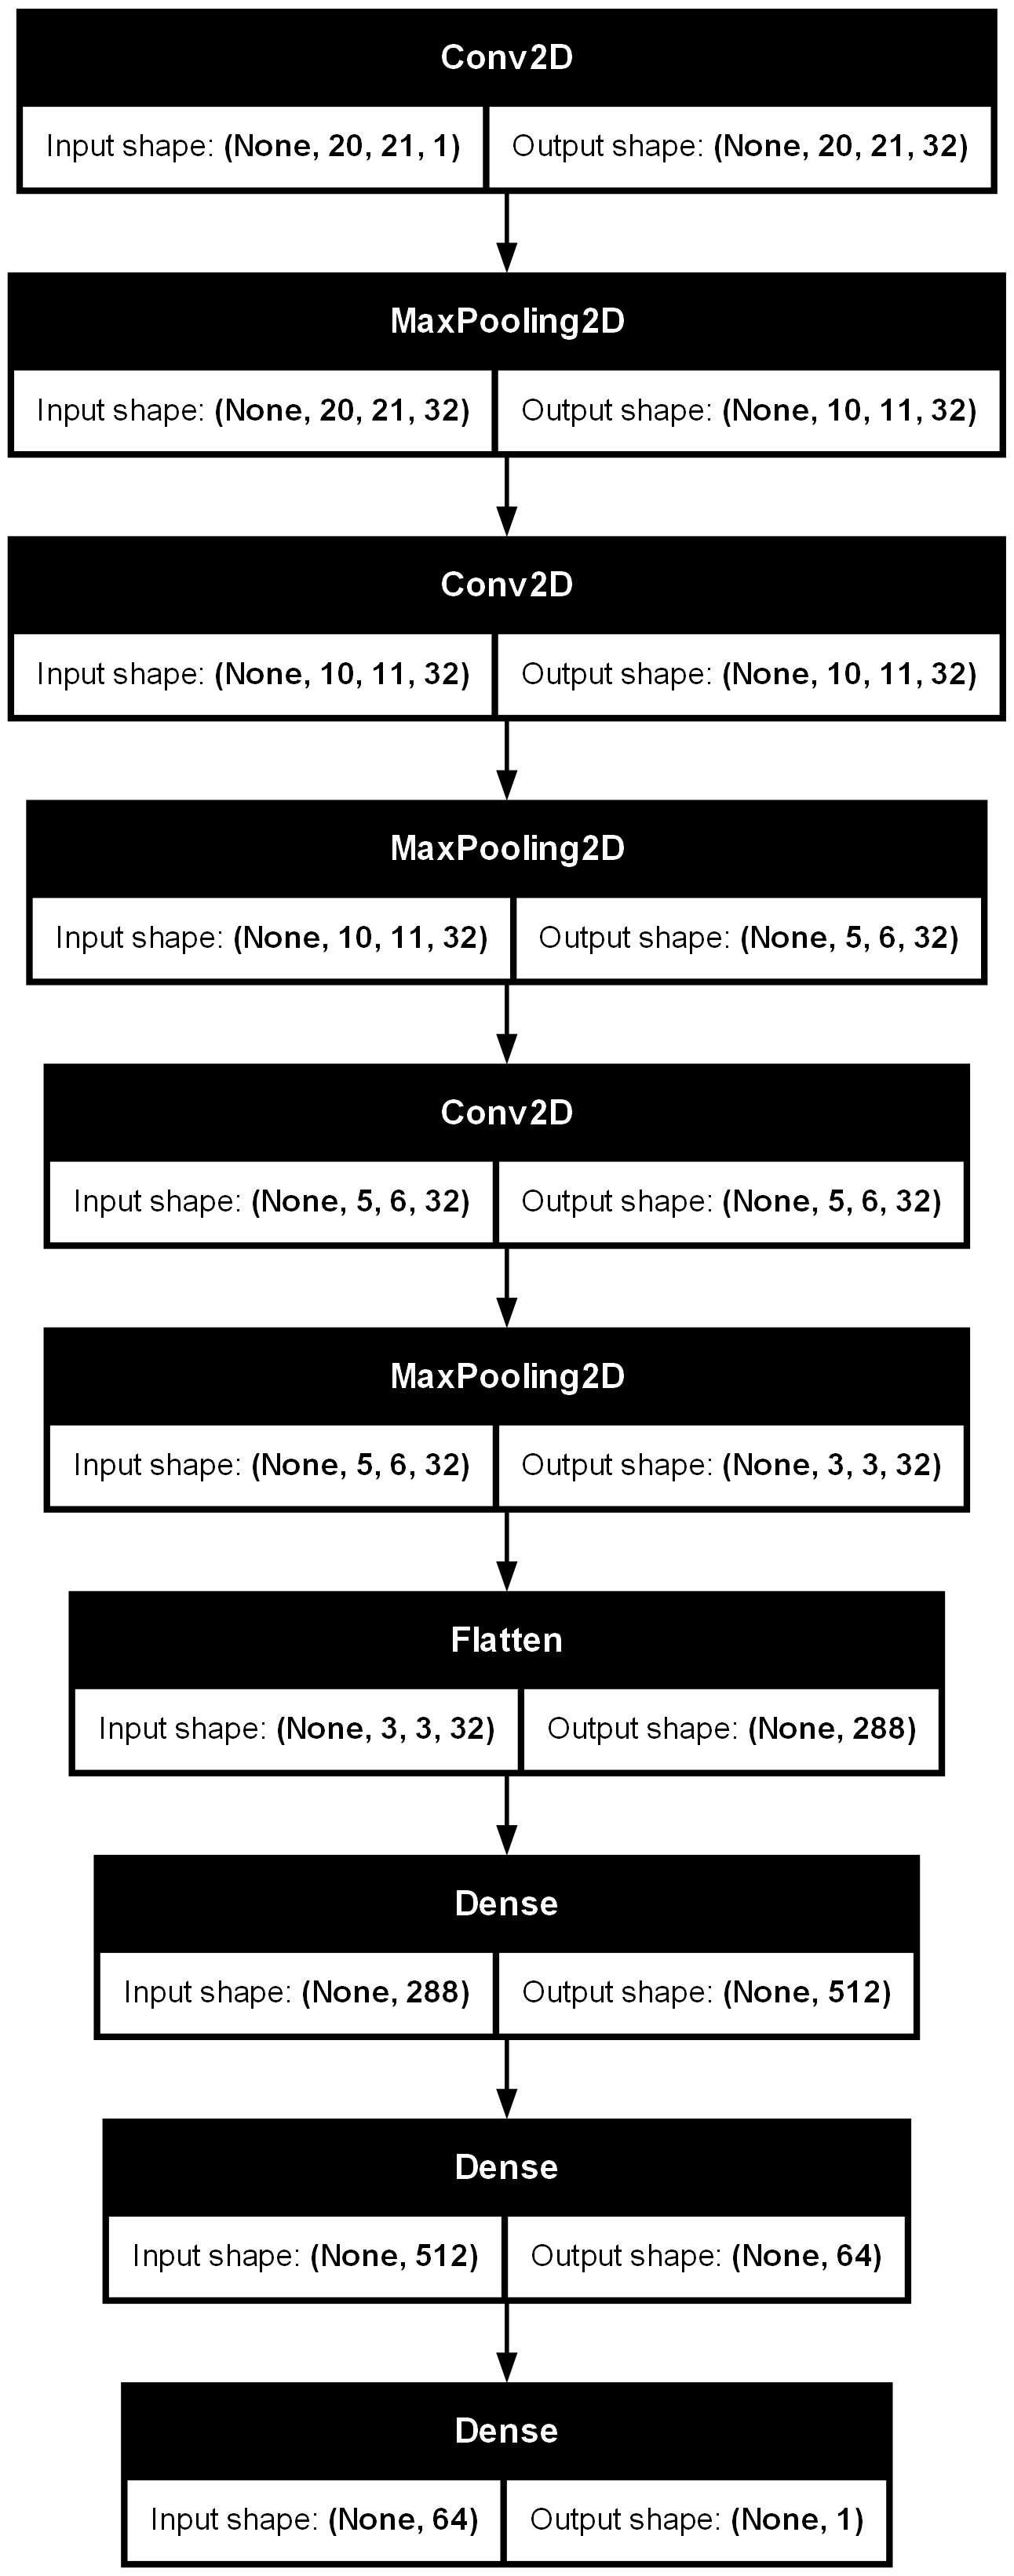 Conv2D
Input shape: (None, 20, 21, 1) Output shape: (None, 20, 21, 32)
MaxPooling2D
Input shape: (None, 20, 21, 32) Output shape: (None, 10, 11, 32)
Conv2D
Input shape: (None, 10, 11, 32) Output shape: (None, 10, 11, 32)
MaxPooling2D
Input shape: (None, 10, 11, 32) Output shape: (None, 5, 6, 32)
Conv2D
Input shape: (None, 5, 6, 32) Output shape: (None, 5, 6, 32)
MaxPooling2D
Input shape: (None, 5, 6, 32) Output shape: (None, 3, 3, 32)
Flatten
Input shape: (None, 3, 3, 32) Output shape: (None, 288)
Dense
Input shape: (None, 288) Output shape: (None, 512)
Dense
Input shape: (None, 512) Output shape: (None, 64)
Dense
Input shape: (None, 64) Output shape: (None, 1)